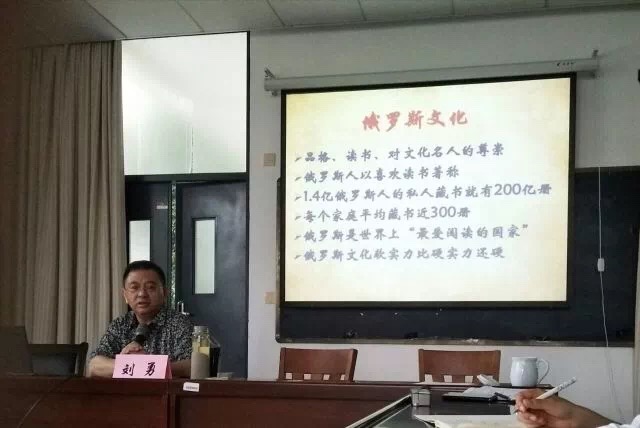 俄罗斯文化
品格、读书、对文化名人的尊崇
俄罗斯人以喜欢读书著称
1.4亿俄罗斯人的私人藏书就有200亿册
每个家庭平均藏书近300册
俄罗斯是世界上“最爱阅读的国家”
俄罗斯文化软实力比硬实力还硬
刘勇